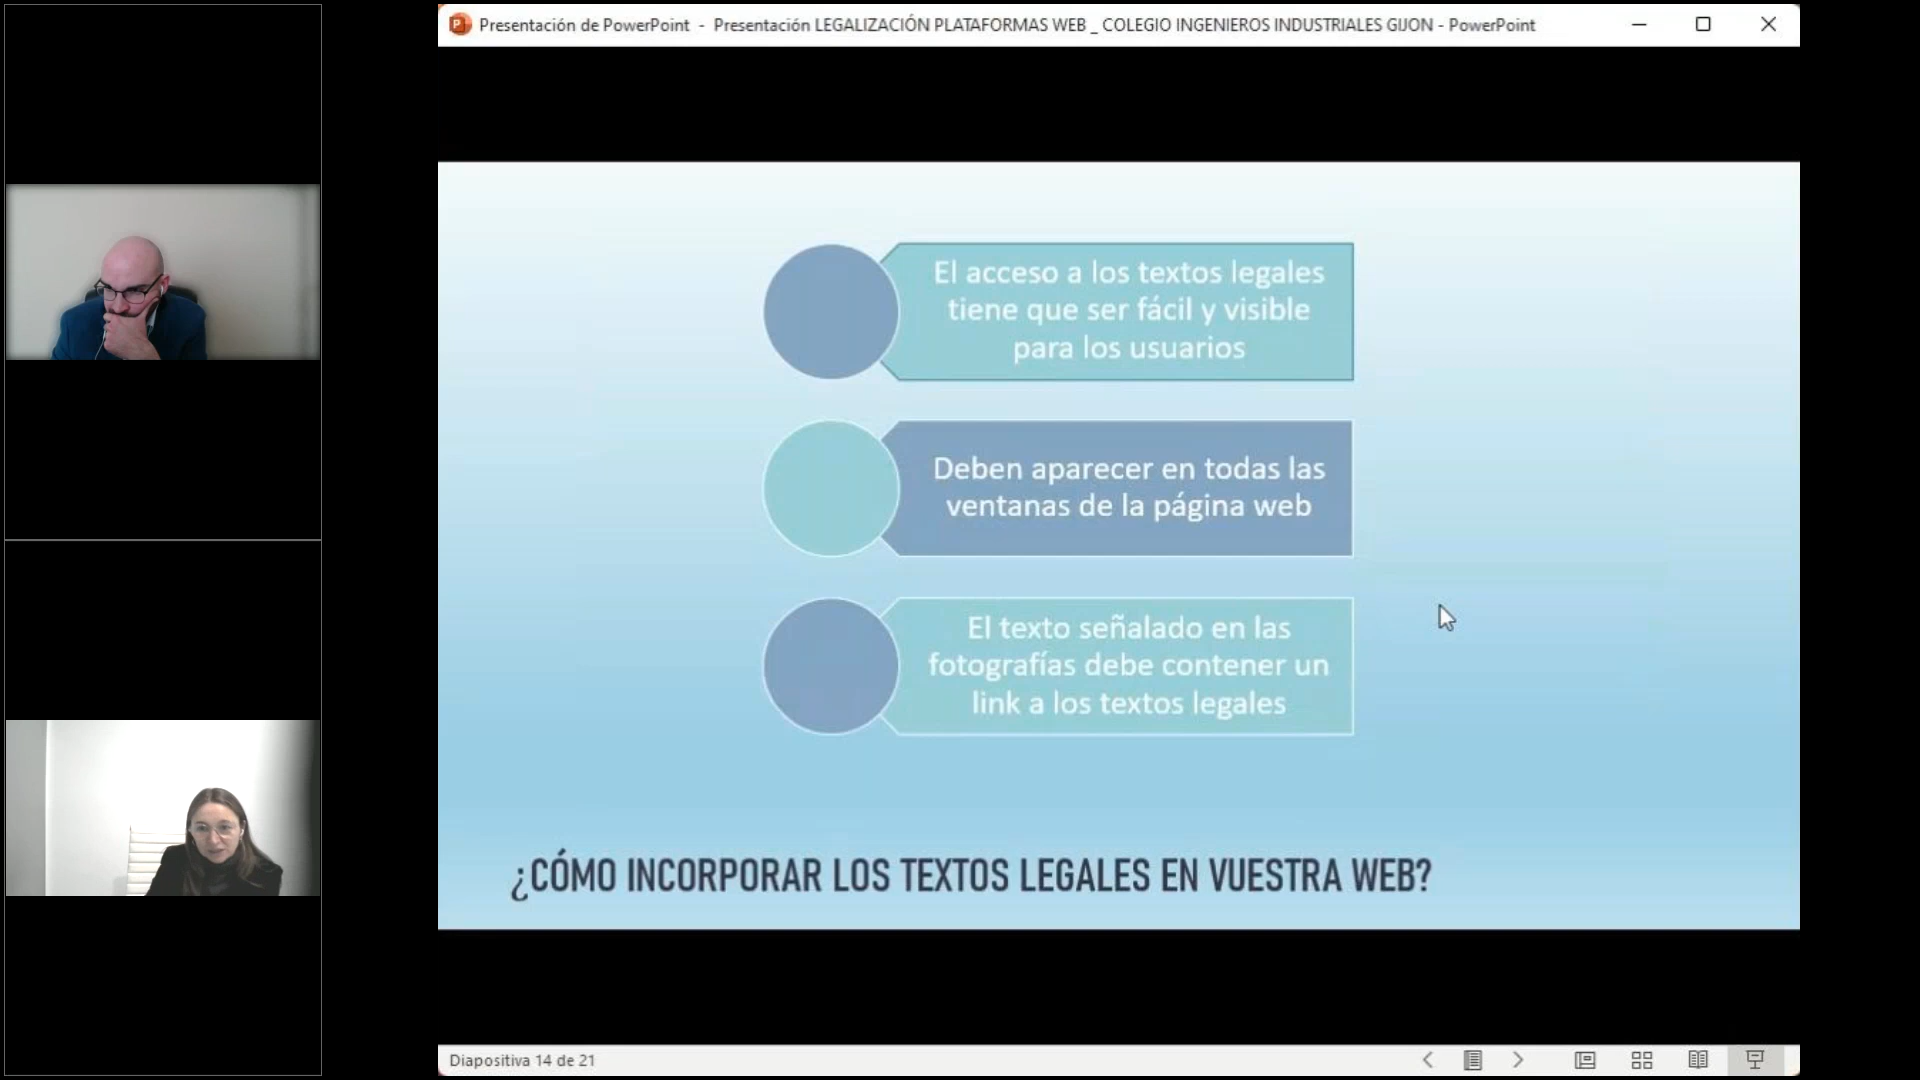 Presentación de PowerPoint - Presentación LEGALIZACIÓN PLATAFORMAS WEB _ COLEGIO INGENIEROS INDUSTRIALES GIJON - PowerPoint
El acceso a los textos legales
tiene que ser fácil y visible
para los usuarios
Deben aparecer en todas las
ventanas de la página web
El texto señalado en las
fotografías debe contener un
link a los textos legales
¿CÓMO INCORPORAR LOS TEXTOS LEGALES EN VUESTRA WEB?
Diapositiva 14 de 21